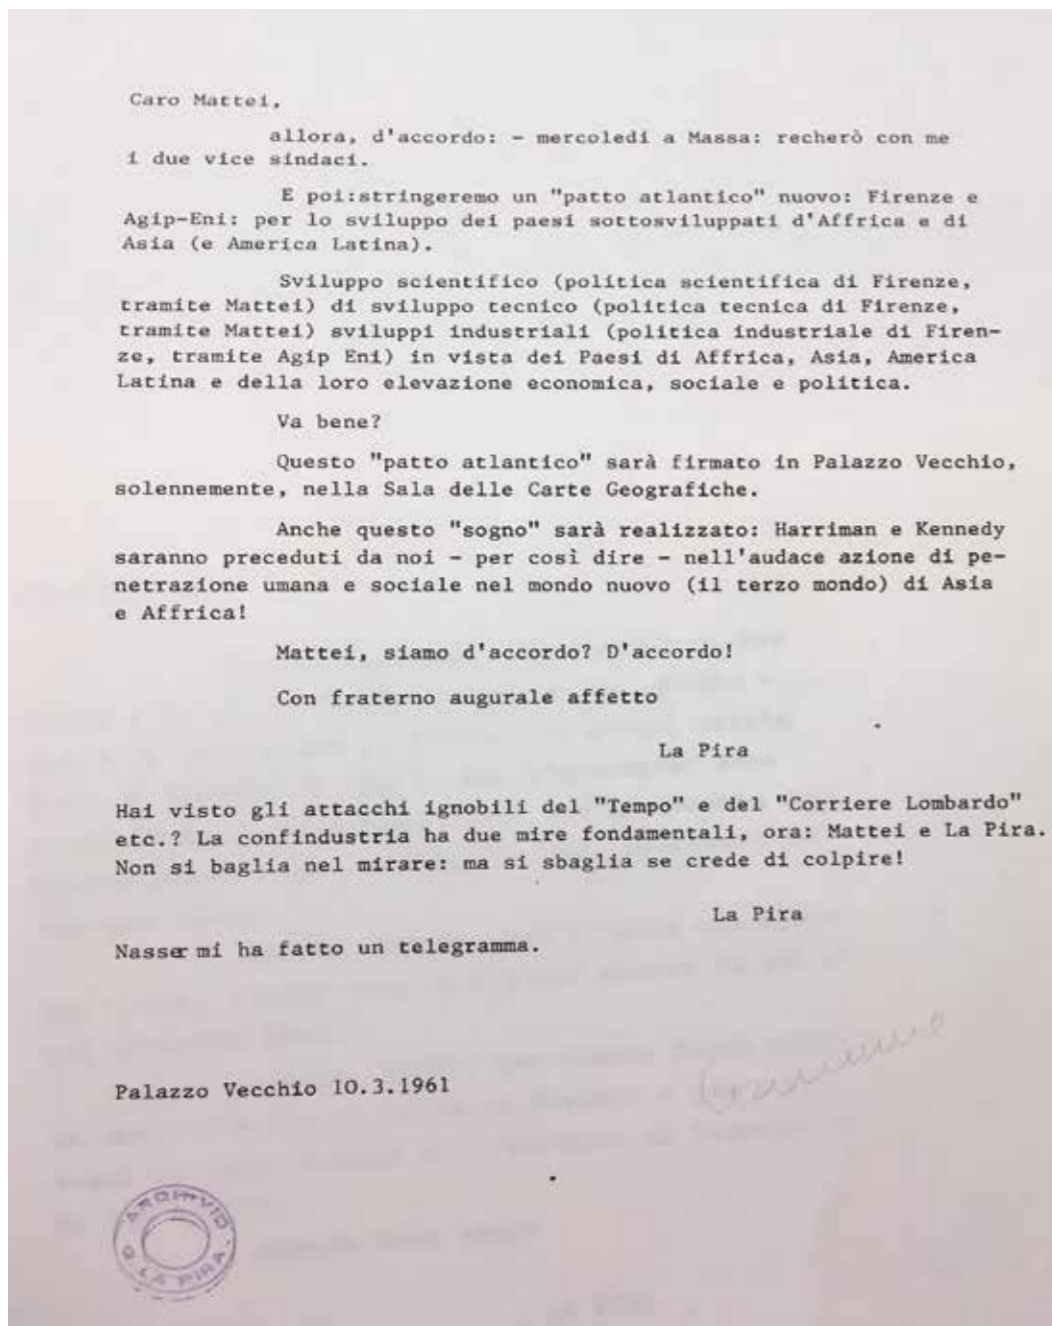 Caro Mattei,
allora, d'accordo: - mercoledí a Massa: recherò con me
i due vice sindaci.
E poi:stringeremo un "patto atlantico" nuovo: Firenze e
Agip-Eni: per lo sviluppo dei paesi sottosviluppati d'Affrica e di
Asia (e America Latina).
Sviluppo scientifico (politica scientifica di Firenze,
tramite Mattei) di sviluppo tecnico (politica tecnica di Firenze,
tramite Mattei) sviluppi industriali (politica industriale di Firen-
ze, tramite Agip Eni) in vista dei Paesi di Affrica, Asia, America
Latina e della loro elevazione economica, sociale e politica.
Va bene?
Questo "patto atlantico" sarà firmato in Palazzo Vecchio,
solennemente, nella Sala delle Carte Geografiche.
Anche questo "sogno" sarà realizzato: Harriman e Kennedy
saranno preceduti da noi - per così dire - nell'audace azione di pe-
netrazione umana e sociale nel mondo nuovo (il terzo mondo) di Asia
e Affrica!
Mattei, siamo d'accordo? D'accordo!
Con fraterno augurale affetto
La Pira
Hai visto gli attacchi ignobili del "Tempo" e del "Corriere Lombardo"
etc.? La confindustria ha due mire fondamentali, ora: Mattei e La Pira.
Non si baglia nel mirare: ma si sbaglia se crede di colpire!
La Pira
Nasser mi ha fatto un telegramma.
Palazzo Vecchio 10.3.1961
ARCHIVIO
G. LA PIRA